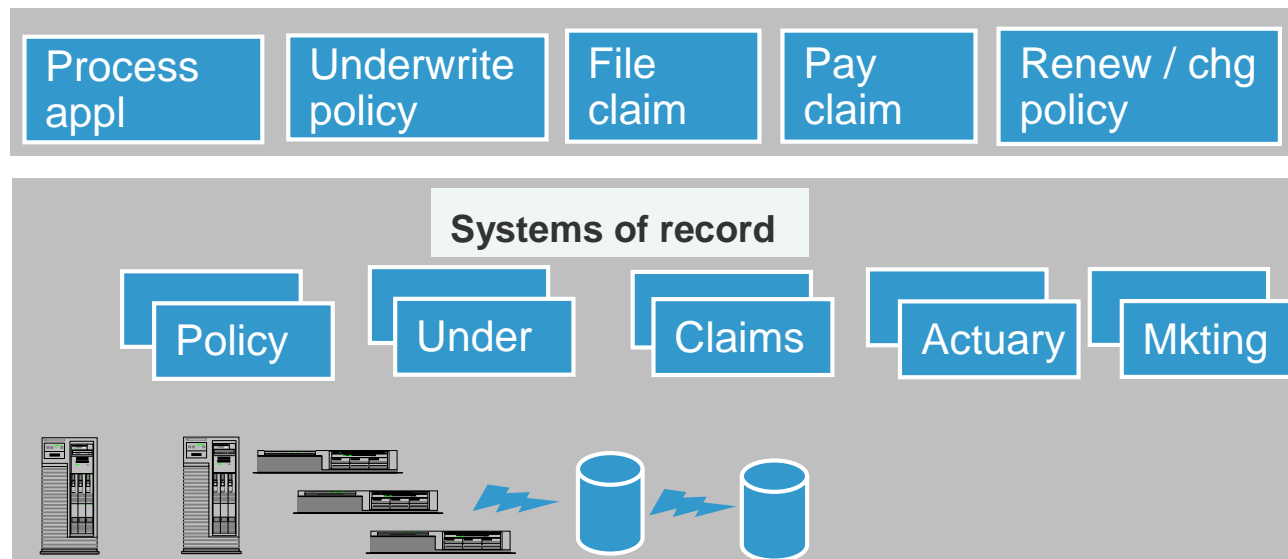 Process
appl
Underwrite
policy
File
claim
Pay
claim
Renew / chg
policy
Systems of record
Policy
Under
Claims
Actuary
Mkting